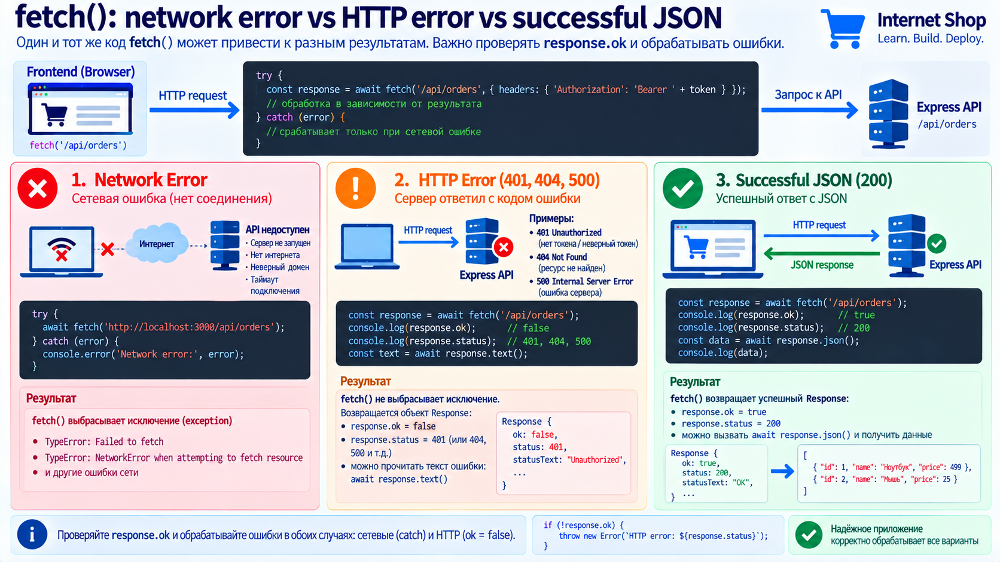 fetch(): network error vs HTTP error vs successful JSON
Один и тот же код fetch() может привести к разным результатам. Важно проверять response.ok и обрабатывать ошибки.
Internet Shop
Learn. Build. Deploy.
Frontend (Browser)
fetch('/api/orders')
HTTP request
try {
const response = await fetch('/api/orders', { headers: { 'Authorization': 'Bearer ' + token } });
// обработка в зависимости от результата
} catch (error) {
// срабатывает только при сетевой ошибке
}
Запрос к API
Express API
/api/orders
1. Network Error
Сетевая ошибка (нет соединения)
Интернет
API недоступен
• Сервер не запущен
• Нет интернета
• Неверный домен
• Таймаут
подключения
try {
await fetch('http://localhost:3000/api/orders');
} catch (error) {
console.error('Network error:', error);
}
Результат
fetch() выбрасывает исключение (exception)
• TypeError: Failed to fetch
• TypeError: NetworkError when attempting to fetch resource
• и другие ошибки сети
2. HTTP Error (401, 404, 500)
Сервер ответил с кодом ошибки
HTTP request
Express API
Примеры:
• 401 Unauthorized
(нет токена / неверный токен)
• 404 Not Found
(ресурс не найден)
• 500 Internal Server Error
(ошибка сервера)
const response = await fetch('/api/orders');
console.log(response.ok); // false
console.log(response.status); // 401, 404, 500
const text = await response.text();
Результат
fetch() не выбрасывает исключение.
Возвращается объект Response:
• response.ok = false
• response.status = 401 (или 404,
500 и т.д.)
• можно прочитать текст ошибки:
await response.text()
Response {
ok: false,
status: 401,
statusText: "Unauthorized",
...
}
3. Successful JSON (200)
Успешный ответ с JSON
HTTP request
JSON response
Express API
const response = await fetch('/api/orders');
console.log(response.ok); // true
console.log(response.status); // 200
const data = await response.json();
console.log(data);
Результат
fetch() возвращает успешный Response:
• response.ok = true
• response.status = 200
• можно вызвать await response.json() и получить данные
Response {
ok: true,
status: 200,
statusText: "OK",
...
}
[
{ "id": 1, "name": "Ноутбук", "price": 499 },
{ "id": 2, "name": "Мышь", "price": 25 }
]
Проверяйте response.ok и обрабатывайте ошибки в обоих случаях: сетевые (catch) и HTTP (ok = false).
if (!response.ok) {
throw new Error(`HTTP error: ${response.status}`);
}
Надёжное приложение
корректно обрабатывает все варианты